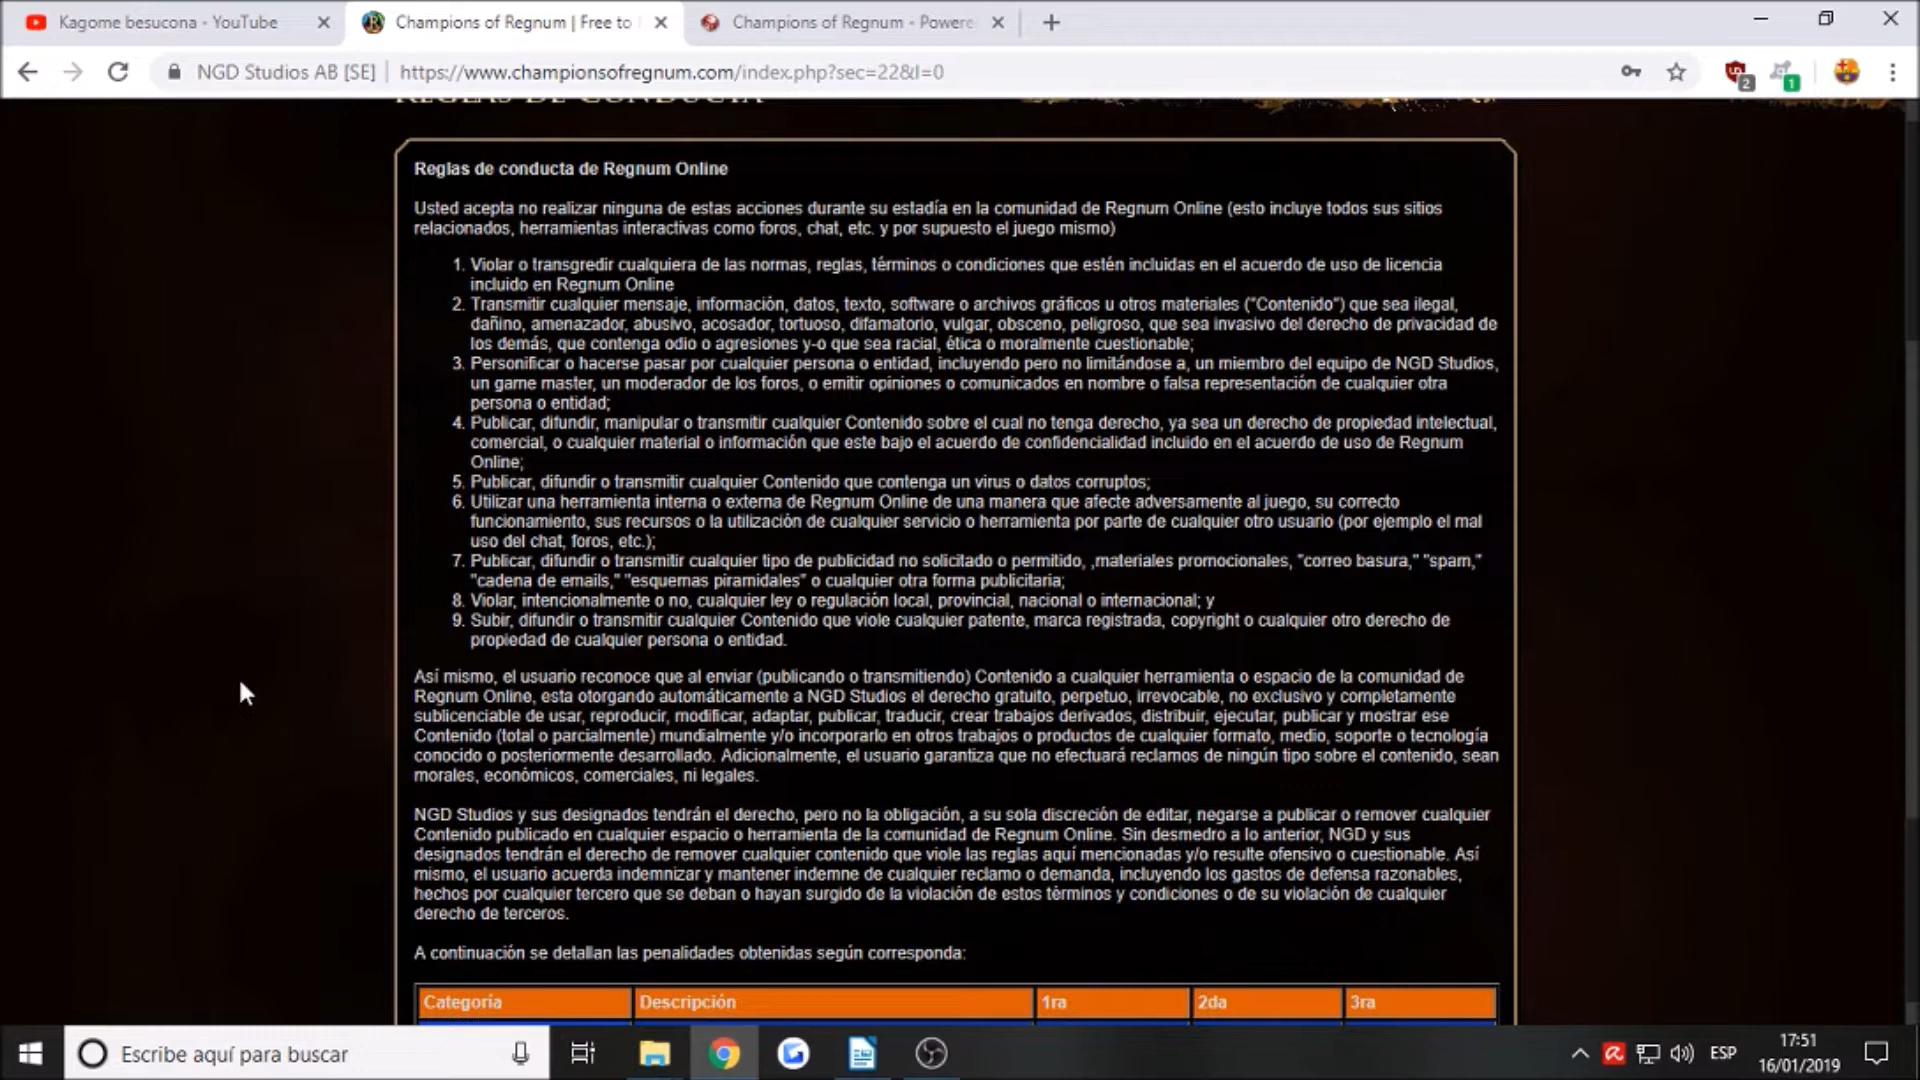 Kagome besucona - YouTube
Champions of Regnum | Free to
Champions of Regnum - Powere
NGD Studios AB [SE]
https://www.championsofregnum.com/index.php?sec=22&l=0
2
1
REGLAS DE CONDUCTA
Reglas de conducta de Regnum Online
Usted acepta no realizar ninguna de estas acciones durante su estadía en la comunidad de Regnum Online (esto incluye todos sus sitios
relacionados, herramientas interactivas como foros, chat, etc. y por supuesto el juego mismo)
1. Violar o transgredir cualquiera de las normas, reglas, términos o condiciones que estén incluidas en el acuerdo de uso de licencia
incluido en Regnum Online
2. Transmitir cualquier mensaje, información, datos, texto, software o archivos gráficos u otros materiales ("Contenido") que sea ilegal,
dañino, amenazador, abusivo, acosador, tortuoso, difamatorio, vulgar, obsceno, peligroso, que sea invasivo del derecho de privacidad de
los demás, que contenga odio o agresiones y-o que sea racial, ética o moralmente cuestionable;
3. Personificar o hacerse pasar por cualquier persona o entidad, incluyendo pero no limitándose a, un miembro del equipo de NGD Studios,
un game master, un moderador de los foros, o emitir opiniones o comunicados en nombre o falsa representación de cualquier otra
persona o entidad;
4. Publicar, difundir, manipular o transmitir cualquier Contenido sobre el cual no tenga derecho, ya sea un derecho de propiedad intelectual,
comercial, o cualquier material o información que este bajo el acuerdo de confidencialidad incluido en el acuerdo de uso de Regnum
Online;
5. Publicar, difundir o transmitir cualquier Contenido que contenga un virus o datos corruptos;
6. Utilizar una herramienta interna o externa de Regnum Online de una manera que afecte adversamente al juego, su correcto
funcionamiento, sus recursos o la utilización de cualquier servicio o herramienta por parte de cualquier otro usuario (por ejemplo el mal
uso del chat, foros, etc.);
7. Publicar, difundir o transmitir cualquier tipo de publicidad no solicitado o permitido, ,materiales promocionales, "correo basura," "spam,"
"cadena de emails," "esquemas piramidales" o cualquier otra forma publicitaria;
8. Violar, intencionalmente o no, cualquier ley o regulación local, provincial, nacional o internacional; y
9. Subir, difundir o transmitir cualquier Contenido que viole cualquier patente, marca registrada, copyright o cualquier otro derecho de
propiedad de cualquier persona o entidad.
Así mismo, el usuario reconoce que al enviar (publicando o transmitiendo) Contenido a cualquier herramienta o espacio de la comunidad de
Regnum Online, esta otorgando automáticamente a NGD Studios el derecho gratuito, perpetuo, irrevocable, no exclusivo y completamente
sublicenciable de usar, reproducir, modificar, adaptar, publicar, traducir, crear trabajos derivados, distribuir, ejecutar, publicar y mostrar ese
Contenido (total o parcialmente) mundialmente y/o incorporarlo en otros trabajos o productos de cualquier formato, medio, soporte o tecnología
conocido o posteriormente desarrollado. Adicionalmente, el usuario garantiza que no efectuará reclamos de ningún tipo sobre el contenido, sean
morales, económicos, comerciales, ni legales.
NGD Studios y sus designados tendrán el derecho, pero no la obligación, a su sola discreción de editar, negarse a publicar o remover cualquier
Contenido publicado en cualquier espacio o herramienta de la comunidad de Regnum Online. Sin desmedro a lo anterior, NGD y sus
designados tendrán el derecho de remover cualquier contenido que viole las reglas aquí mencionadas y/o resulte ofensivo o cuestionable. Así
mismo, el usuario acuerda indemnizar y mantener indemne de cualquier reclamo o demanda, incluyendo los gastos de defensa razonables,
hechos por cualquier tercero que se deban o hayan surgido de la violación de estos términos y condiciones o de su violación de cualquier
derecho de terceros.
A continuación se detallan las penalidades obtenidas según corresponda:
Categoría Descripción 1ra 2da 3ra
Escribe aquí para buscar
ESP
17:51
16/01/2019